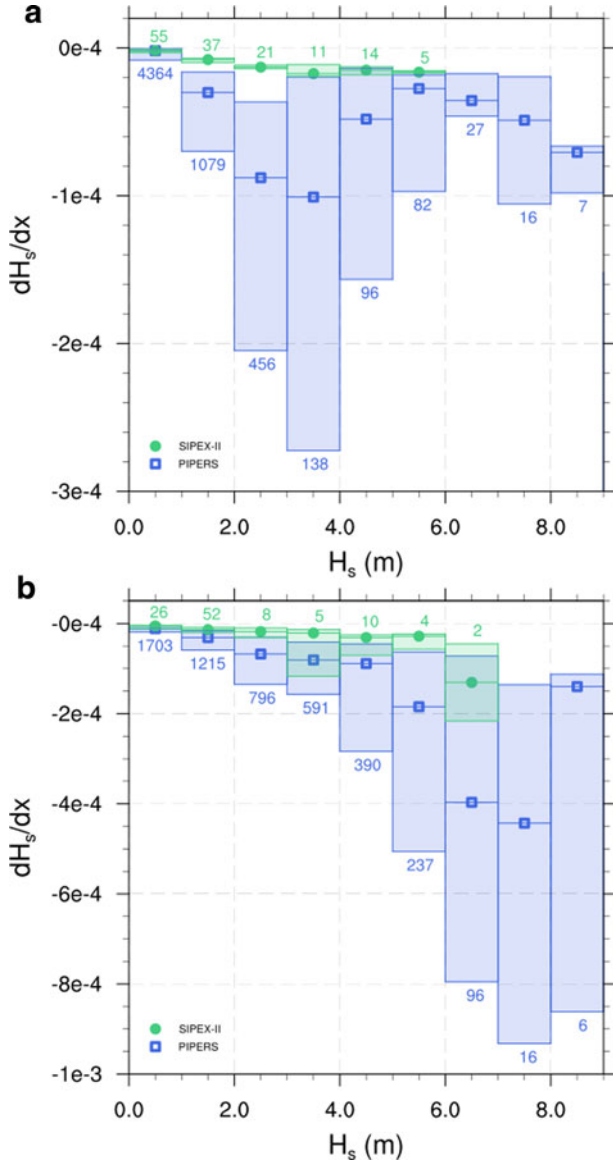 a
55 37 21 11 14 5
0e-4
4364
1079
27
-1e-4
82 16 7
dHs/dx
96
-2e-4
456
138
SIPEX-II
PIPERS
-3e-4
0.0 2.0 4.0 6.0 8.0
Hs (m)
b
26 52 8 5 10 4 2
-0e-4
1703
1215
796
591
-2e-4
390
dHs/dx
-4e-4
237
-6e-4
-8e-4
96
6
16
SIPEX-II
PIPERS
-1e-3
0.0 2.0 4.0 6.0 8.0
Hs (m)